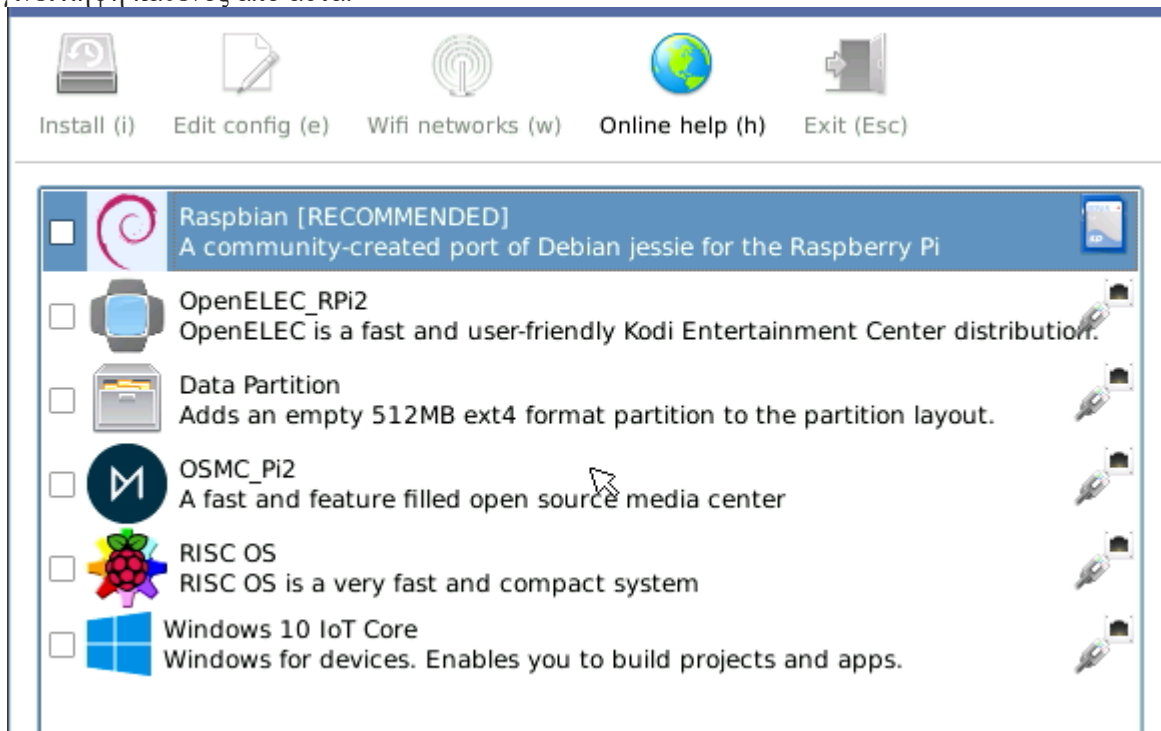 Install (i) Edit config (e) Wifi networks (w) Online help (h) Exit (Esc)
Raspbian [RECOMMENDED]
A community-created port of Debian jessie for the Raspberry Pi
OpenELEC_RPi2
OpenELEC is a fast and user-friendly Kodi Entertainment Center distribution.
Data Partition
Adds an empty 512MB ext4 format partition to the partition layout.
OSMC_Pi2
A fast and feature filled open source media center
RISC OS
RISC OS is a very fast and compact system
Windows 10 IoT Core
Windows for devices. Enables you to build projects and apps.